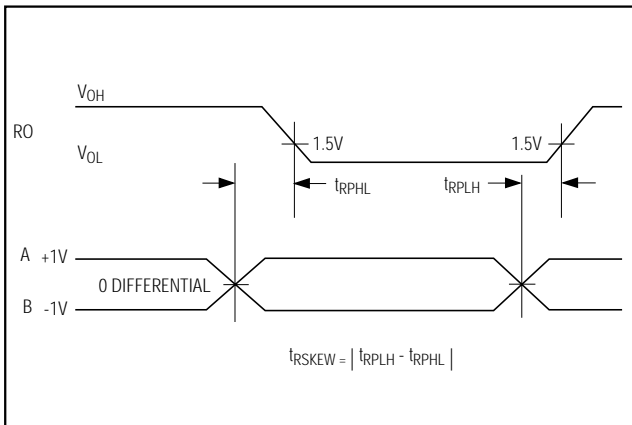 VOH
RO
1.5V
1.5V
VOL
tRPHL
tRPLH
A +1V
0 DIFFERENTIAL
B -1V
tRSKEW = | tRPLH - tRPHL |